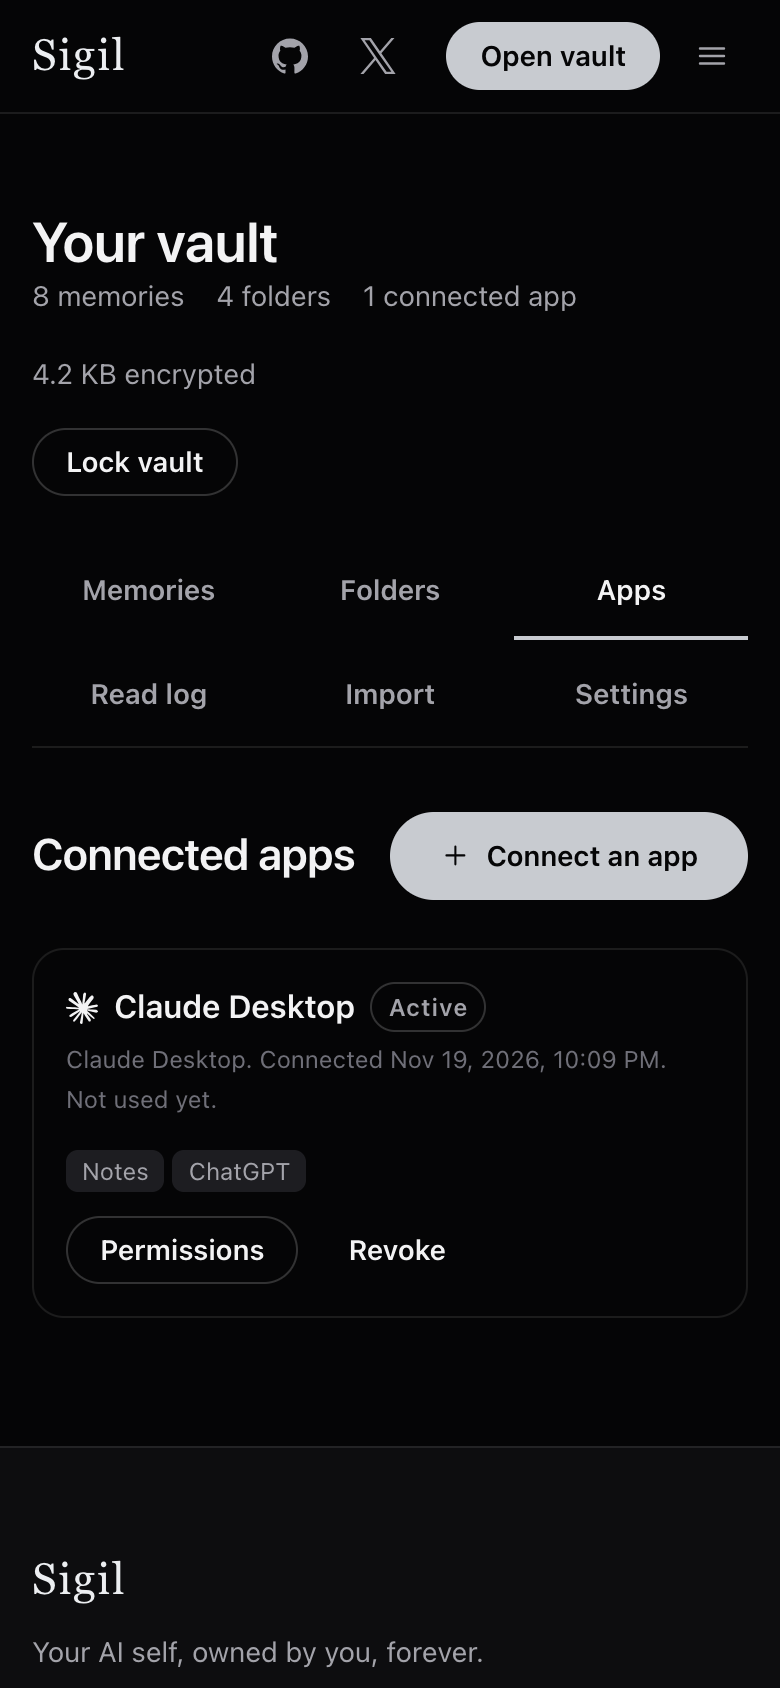 Sigil
Open vault
Your vault
8 memories 4 folders 1 connected app
4.2 KB encrypted
Lock vault
Memories Folders Apps
Read log Import Settings
Connected apps
Connect an app
Claude Desktop Active
Claude Desktop. Connected Nov 19, 2026, 10:09 PM.
Not used yet.
Notes ChatGPT
Permissions Revoke
Sigil
Your AI self, owned by you, forever.